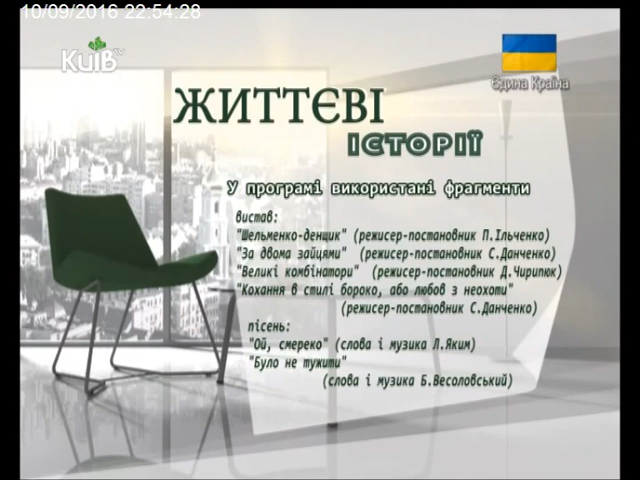 10/09/2016 22:54:28
КиїВ TV
Єдина Країна
ЖИТТЄВІ
ІСТОРІЇ
У програмі використані фрагменти
вистав:
"Шельменко-денщик" (режисер-постановник П.Ільченко)
"За двома зайцями" (режисер-постановник С.Данченко)
"Великі комбінатори" (режисер-постановник Д.Чирипюк)
"Кохання в стилі бороко, або любов з неохоти"
(режисер-постановник С.Данченко)
пісень:
"Ой, смереко" (слова і музика Л.Яким)
"Було не тужити"
(слова і музика Б.Весоловський)